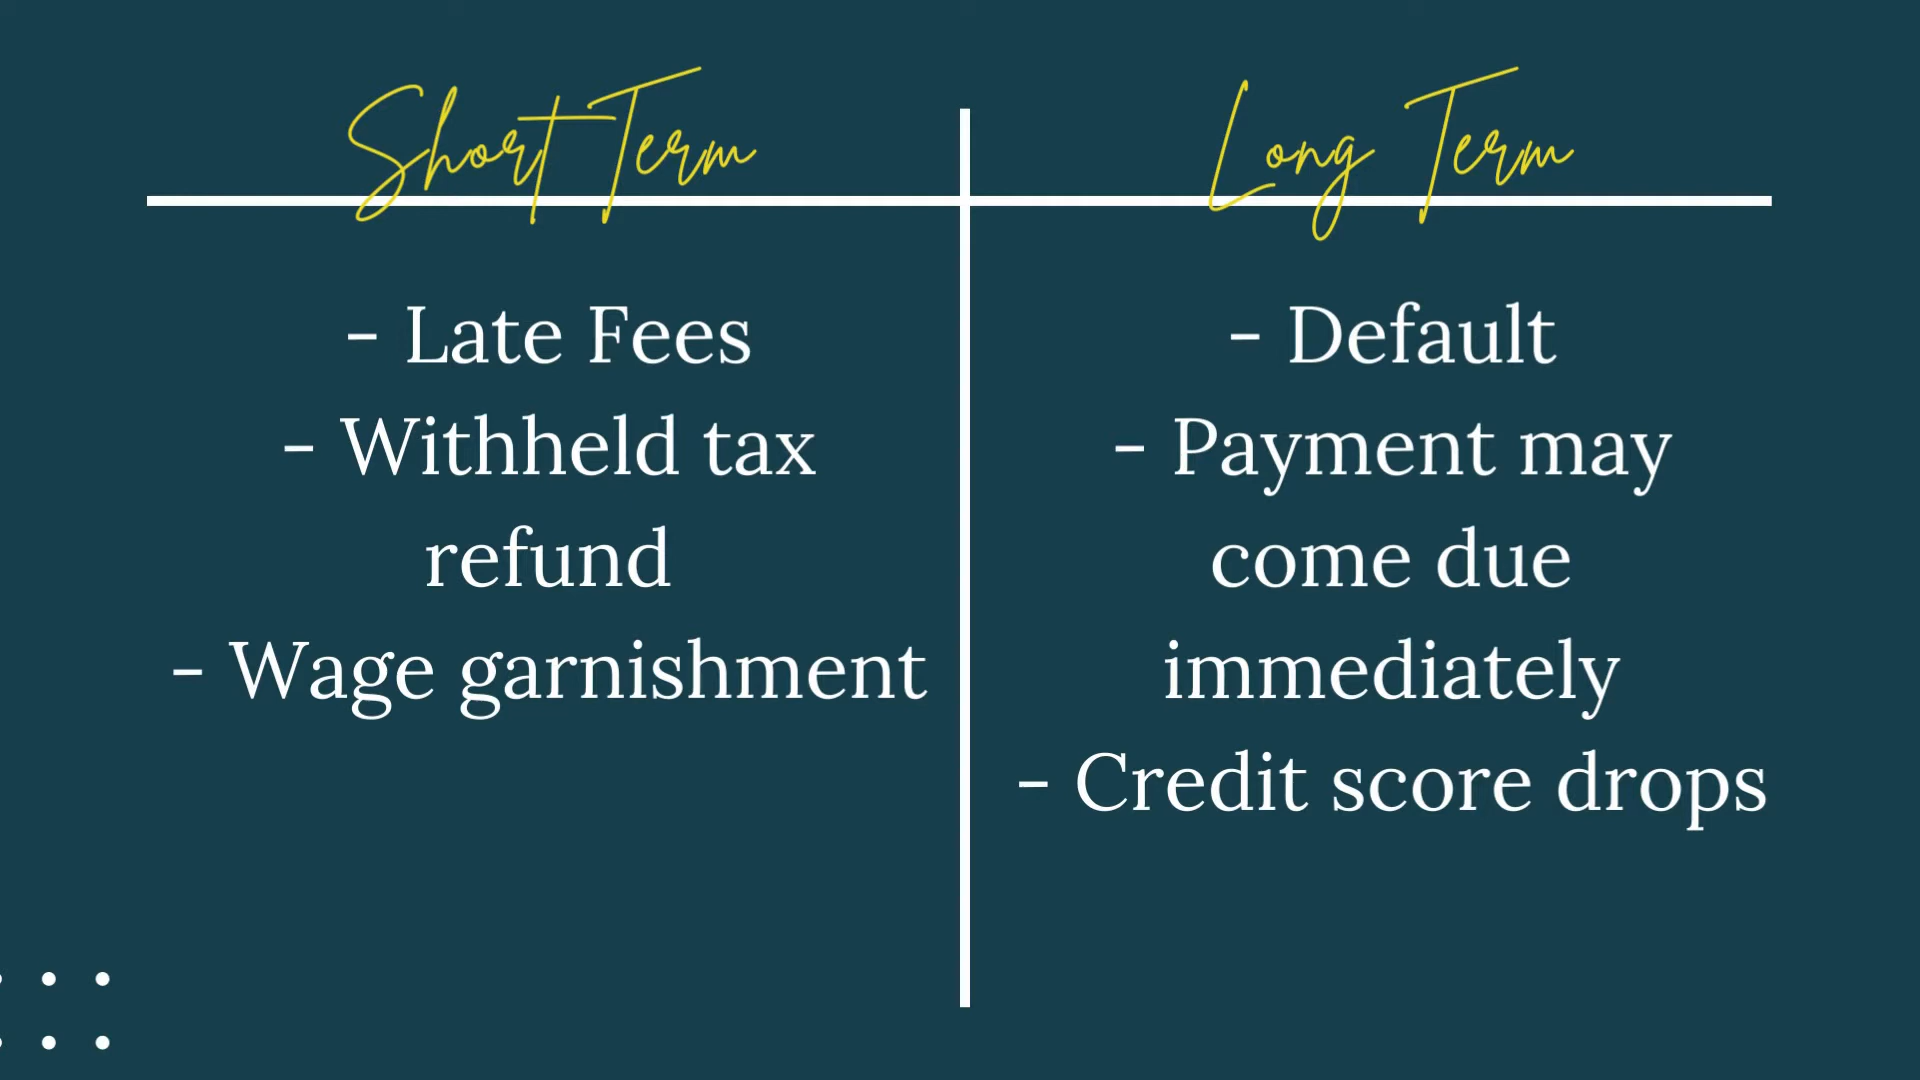 Short Term
- Late Fees
- Withheld tax
refund
- Wage garnishment
Long Term
- Default
- Payment may
come due
immediately
- Credit score drops